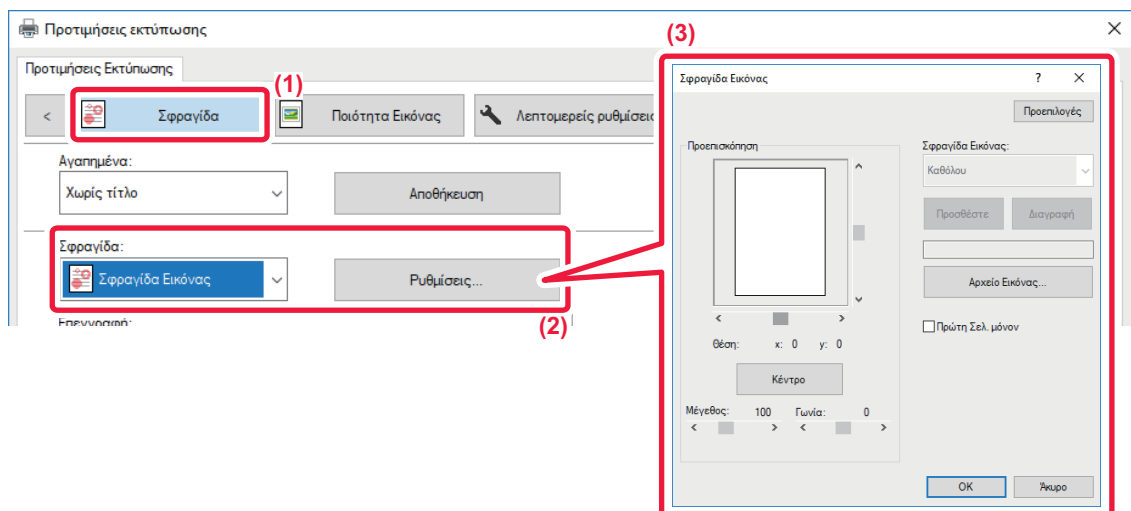 Προτιμήσεις εκτύπωσης
Προτιμήσεις Εκτύπωσης
(1)
< Σφραγίδα Ποιότητα Εικόνας Λεπτομερείς ρυθμίσεις
Αγαπημένα:
Χωρίς τίτλο Αποθήκευση
Σφραγίδα:
Σφραγίδα Εικόνας Ρυθμίσεις...
(2)
Επιγραφή:
(3)
Σφραγίδα Εικόνας ? ×
Προεπιλογές
Προεπισκόπηση
Σφραγίδα Εικόνας:
Καθόλου
Προσθέστε Διαγραφή
Αρχείο Εικόνας...
Πρώτη Σελ. μόνον
Θέση: x: 0 y: 0
Κέντρο
Μέγεθος: 100 Γωνία: 0
OK Άκυρο